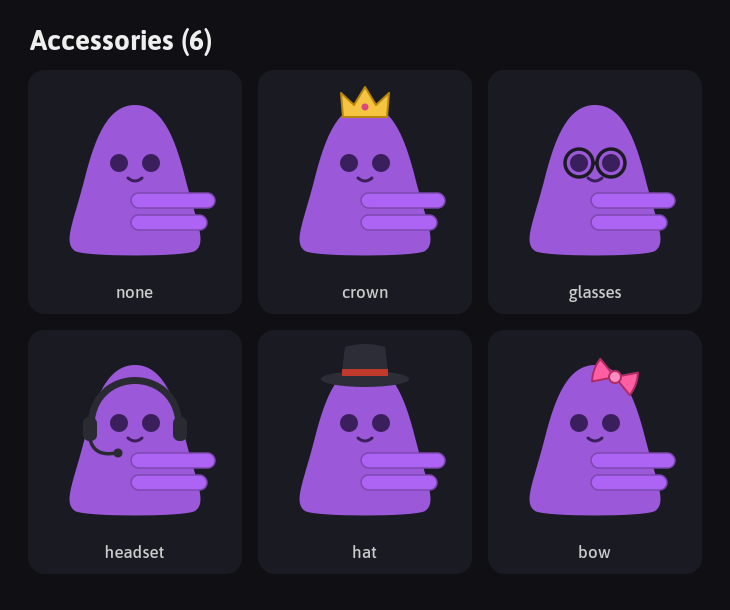 Accessories (6)
none
crown
glasses
headset
hat
bow